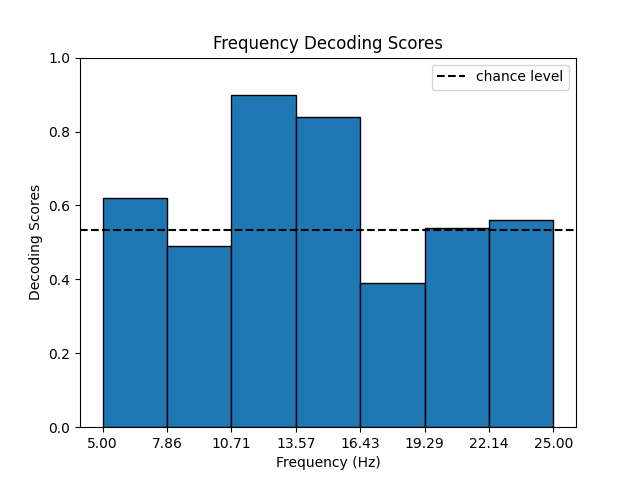 Frequency Decoding Scores
chance level
Decoding Scores
1.0
0.8
0.6
0.4
0.2
0.0
5.00 7.86 10.71 13.57 16.43 19.29 22.14 25.00
Frequency (Hz)